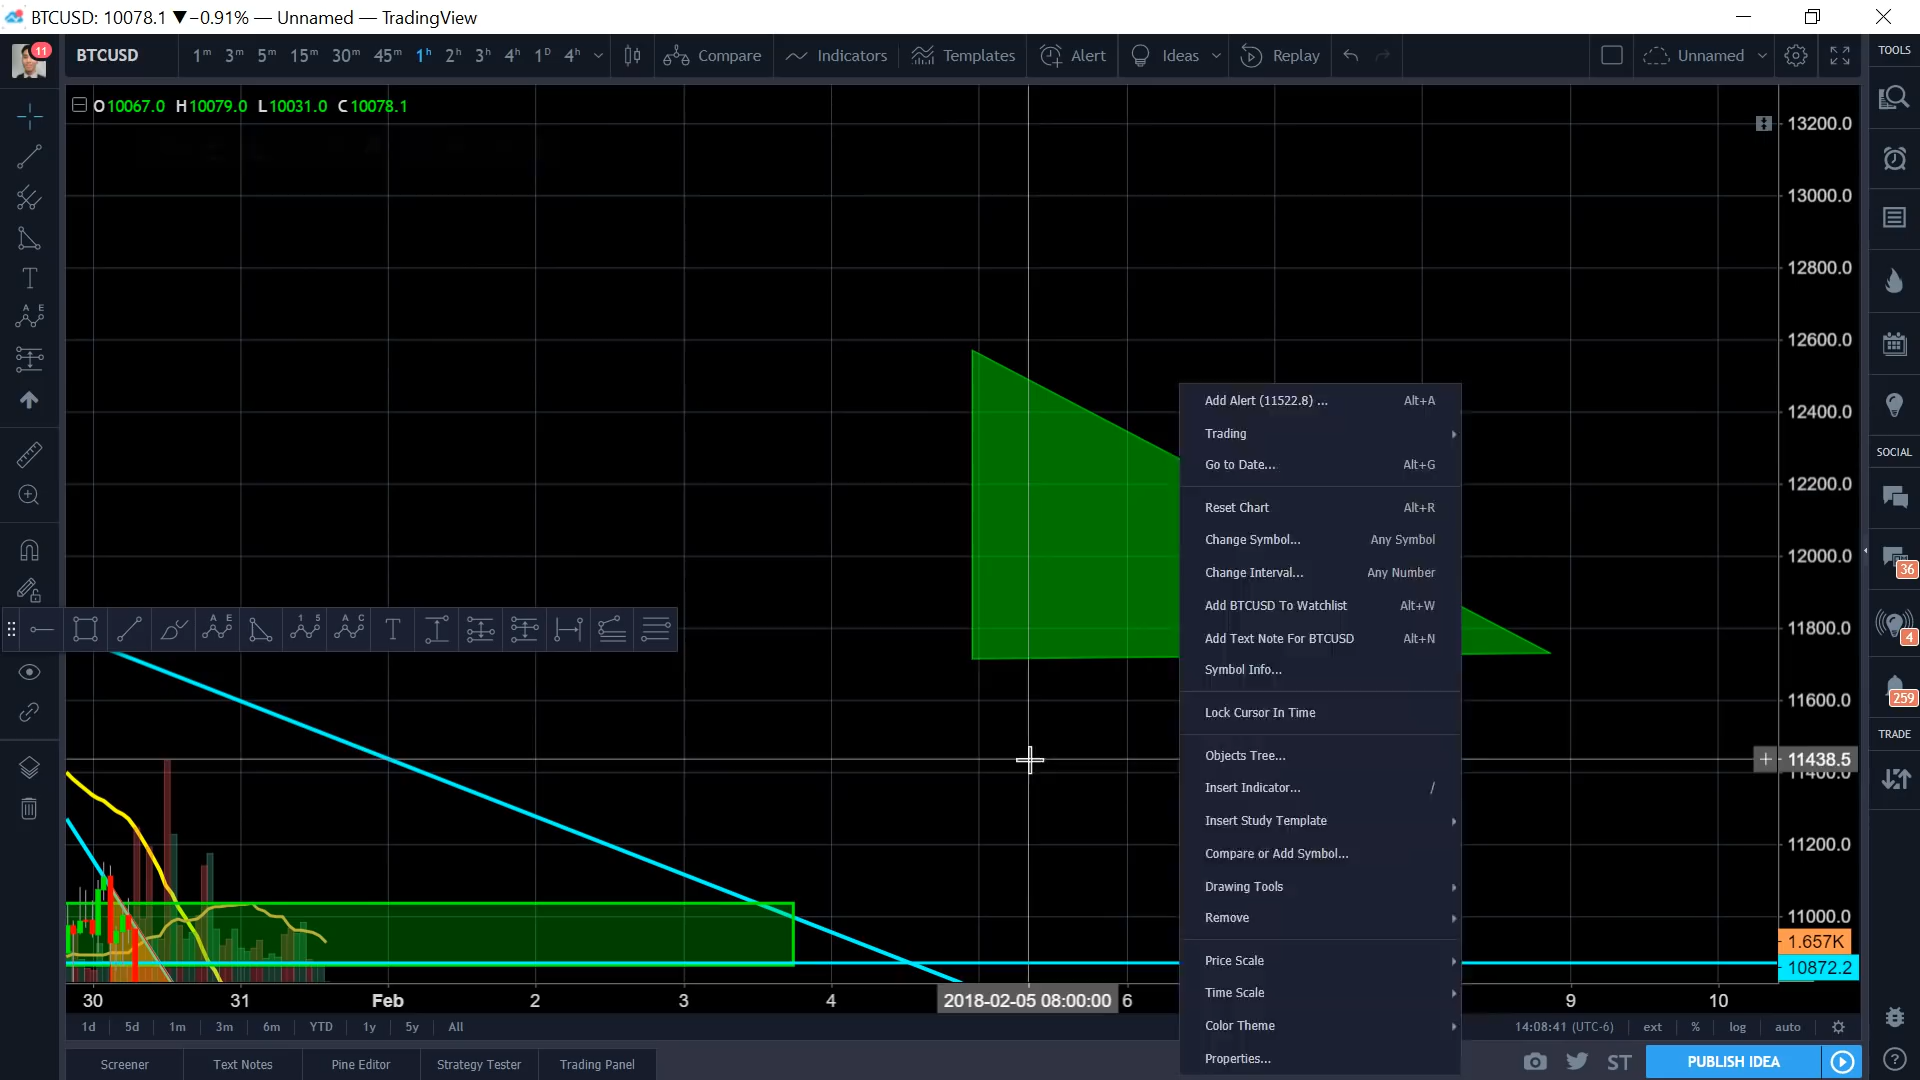 BTCUSD: 10078.1 ▼−0.91% — Unnamed — TradingView
11
BTCUSD
1m 3m 5m 15m 30m 45m 1h 2h 3h 4h 1D 4h
Compare
Indicators
Templates
Alert
Ideas
Replay
Unnamed
TOOLS
O10067.0 H10079.0 L10031.0 C10078.1
13200.0
13000.0
12800.0
12600.0
12400.0
12200.0
12000.0
11800.0
11600.0
11438.5
11400.0
11200.0
11000.0
1.657K
10872.2
Add Alert (11522.8) ... Alt+A
Trading
Go to Date... Alt+G
Reset Chart Alt+R
Change Symbol... Any Symbol
Change Interval... Any Number
Add BTCUSD To Watchlist Alt+W
Add Text Note For BTCUSD Alt+N
Symbol Info...
Lock Cursor In Time
Objects Tree...
Insert Indicator... /
Insert Study Template
Compare or Add Symbol...
Drawing Tools
Remove
Price Scale
Time Scale
Color Theme
Properties...
A E
A E
1 5
A C
T
T
SOCIAL
36
4
259
TRADE
30 31 Feb 2 3 4 2018-02-05 08:00:00 6 9 10
1d 5d 1m 3m 6m YTD 1y 5y All
14:08:41 (UTC-6) ext % log auto
Screener Text Notes Pine Editor Strategy Tester Trading Panel
ST
PUBLISH IDEA
?